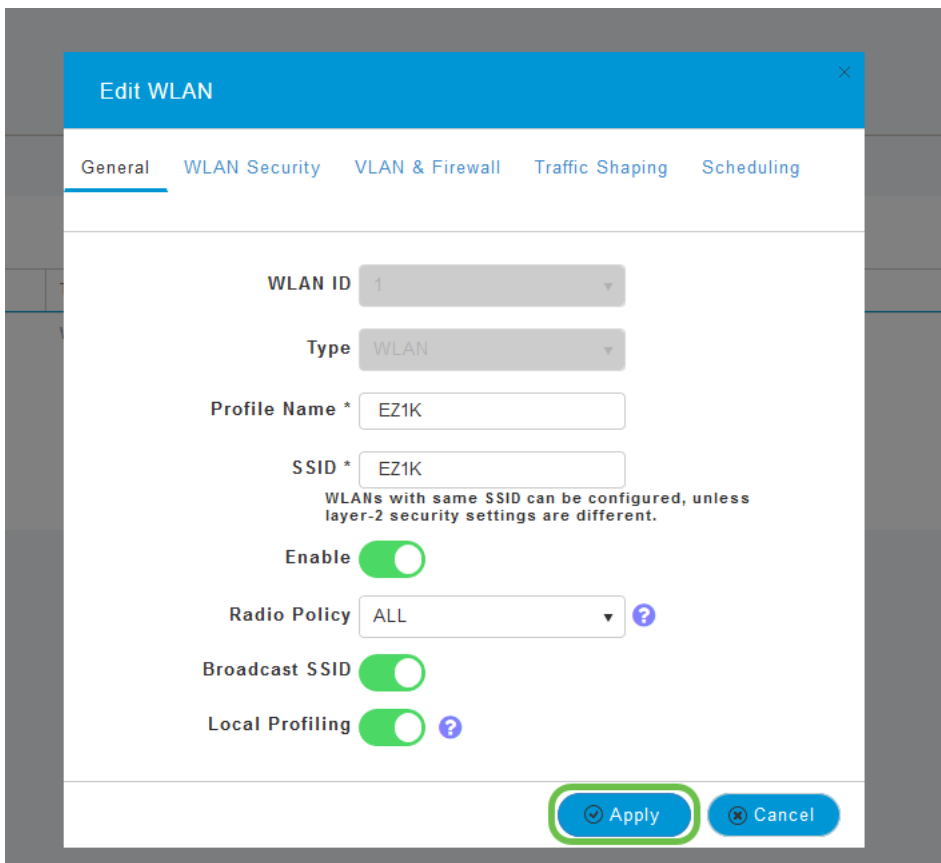 Edit WLAN
General WLAN Security VLAN & Firewall Traffic Shaping Scheduling
WLAN ID 1
Type WLAN
Profile Name * EZ1K
SSID * EZ1K
WLANs with same SSID can be configured, unless
layer-2 security settings are different.
Enable
Radio Policy ALL ?
Broadcast SSID
Local Profiling ?
Apply Cancel